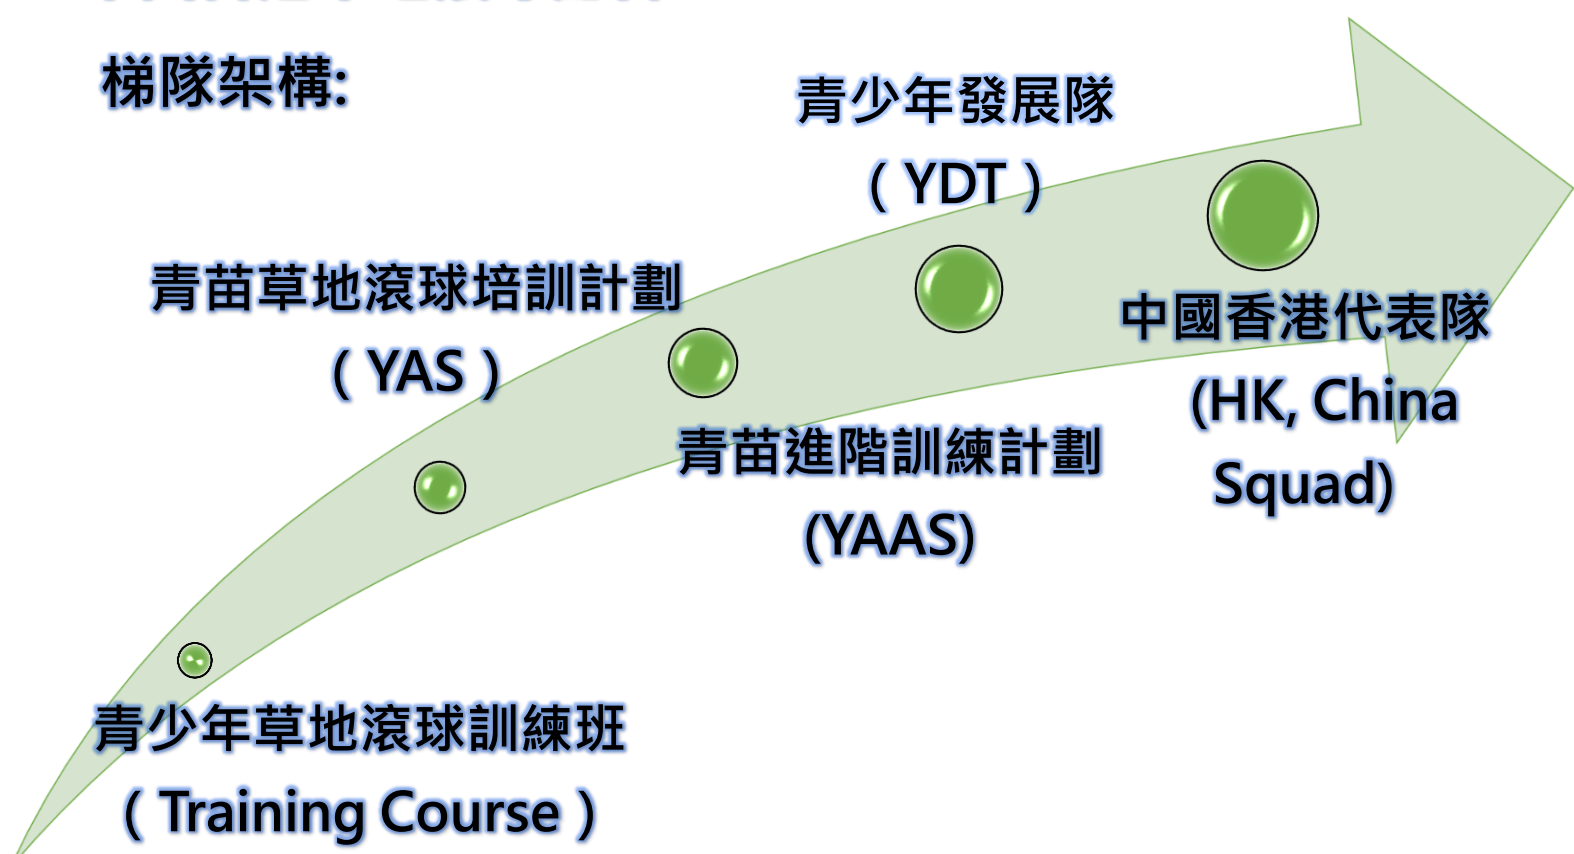 梯隊架構:
青少年發展隊
（YDT）
青苗草地滾球培訓計劃
（YAS）
中國香港代表隊
(HK, China
Squad)
青苗進階訓練計劃
(YAAS)
青少年草地滾球訓練班
（Training Course）